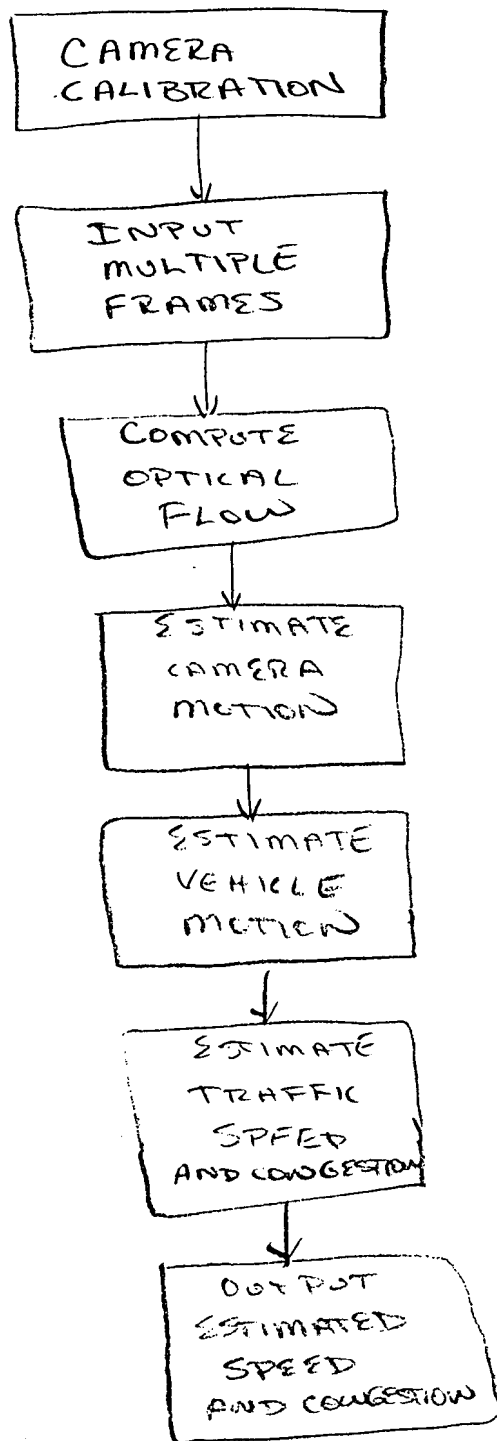 CAMERA
CALIBRATION
INPUT
MULTIPLE
FRAMES
COMPUTE
OPTICAL
FLOW
ESTIMATE
CAMERA
MOTION
ESTIMATE
VEHICLE
MOTION
ESTIMATE
TRAFFIC
SPEED
AND CONGESTION
OUTPUT
ESTIMATED
SPEED
AND CONGESTION